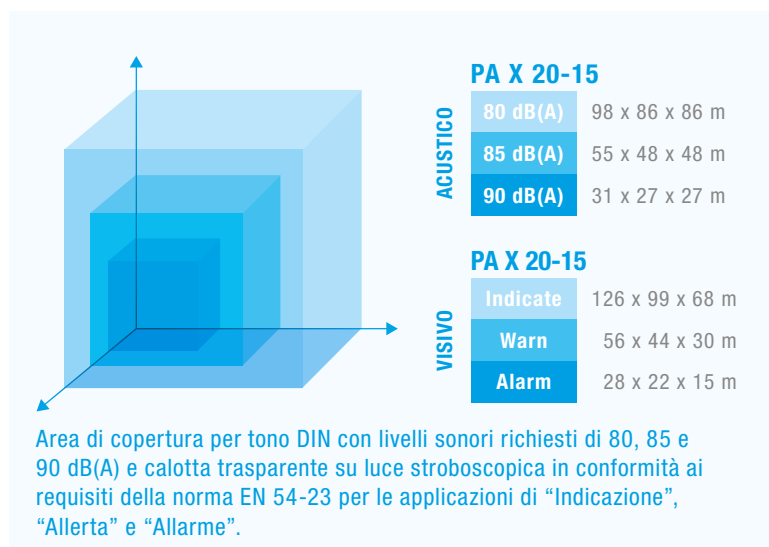 PA X 20-15
ACUSTICO
80 dB(A) 98 x 86 x 86 m
85 dB(A) 55 x 48 x 48 m
90 dB(A) 31 x 27 x 27 m
PA X 20-15
VISIVO
Indicate 126 x 99 x 68 m
Warn 56 x 44 x 30 m
Alarm 28 x 22 x 15 m
Area di copertura per tono DIN con livelli sonori richiesti di 80, 85 e
90 dB(A) e calotta trasparente su luce stroboscopica in conformità ai
requisiti della norma EN 54-23 per le applicazioni di “Indicazione”,
“Allerta” e “Allarme”.